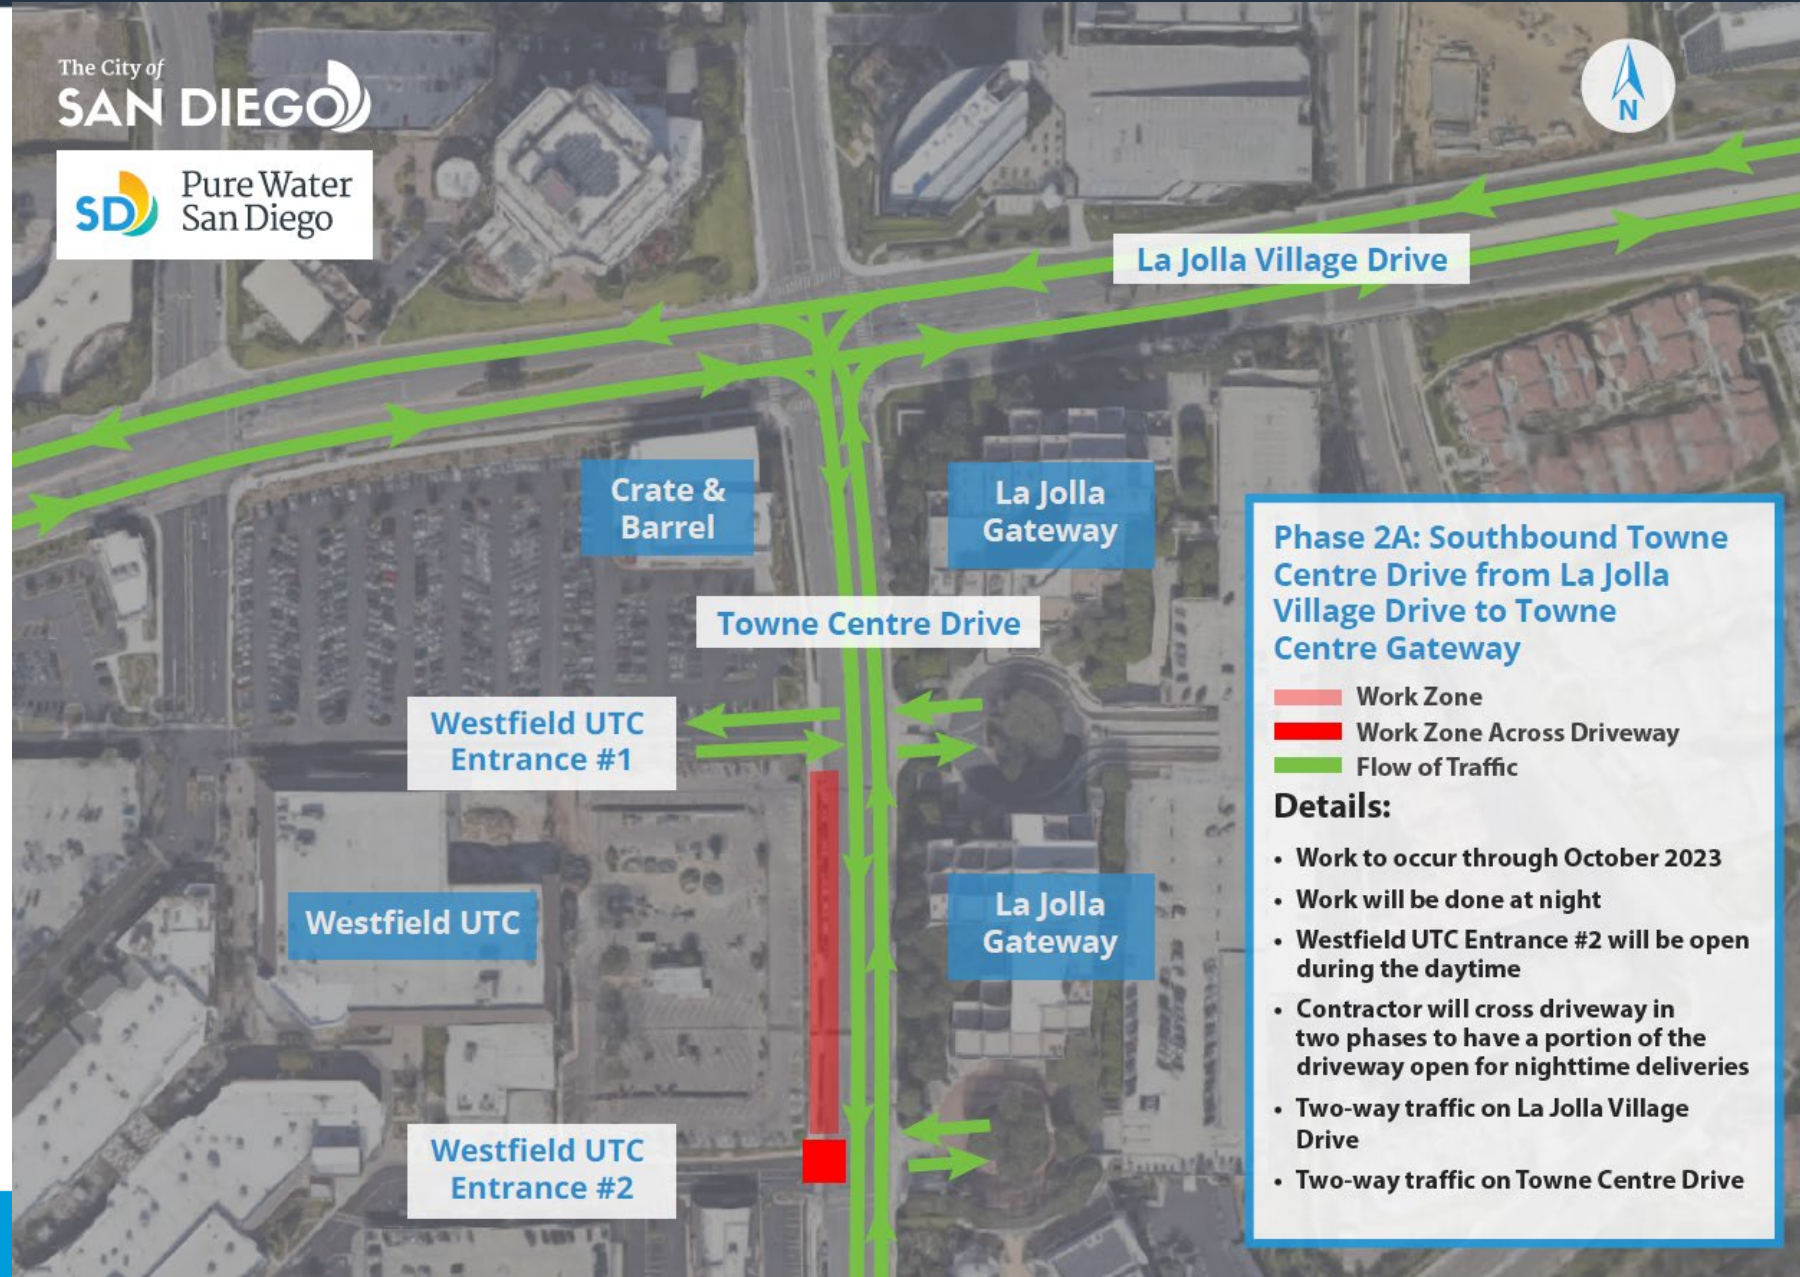 The City of
SAN DIEGO
SD
Pure Water
San Diego
N
La Jolla Village Drive
Crate &
Barrel
La Jolla
Gateway
Towne Centre Drive
Westfield UTC
Entrance #1
Westfield UTC
La Jolla
Gateway
Westfield UTC
Entrance #2
Phase 2A: Southbound Towne
Centre Drive from La Jolla
Village Drive to Towne
Centre Gateway
Work Zone
Work Zone Across Driveway
Flow of Traffic
Details:
• Work to occur through October 2023
• Work will be done at night
• Westfield UTC Entrance #2 will be open
during the daytime
• Contractor will cross driveway in
two phases to have a portion of the
driveway open for nighttime deliveries
• Two-way traffic on La Jolla Village
Drive
• Two-way traffic on Towne Centre Drive